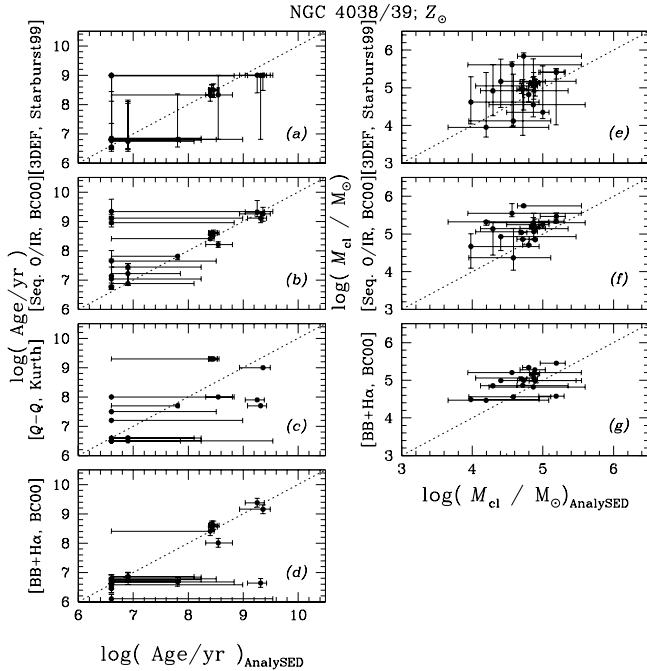 NGC 4038/39; Z⊙
10
9
8
7
6
(a)
10
9
8
7
6
(b)
10
9
8
7
6
(c)
10
9
8
7
6
(d)
6 7 8 9 10
log( Age/yr )AnalySED
log( Age/yr )
[3DEF, Starburst99]
[Seq. O/IR, BC00]
[Q−Q, Kurth]
[BB+Hα, BC00]
6
5
4
3
(e)
6
5
4
3
(f)
6
5
4
3
(g)
3 4 5 6
log( Mcl / M⊙)AnalySED
log( Mcl / M⊙)
[3DEF, Starburst99]
[Seq. O/IR, BC00]
[BB+Hα, BC00]